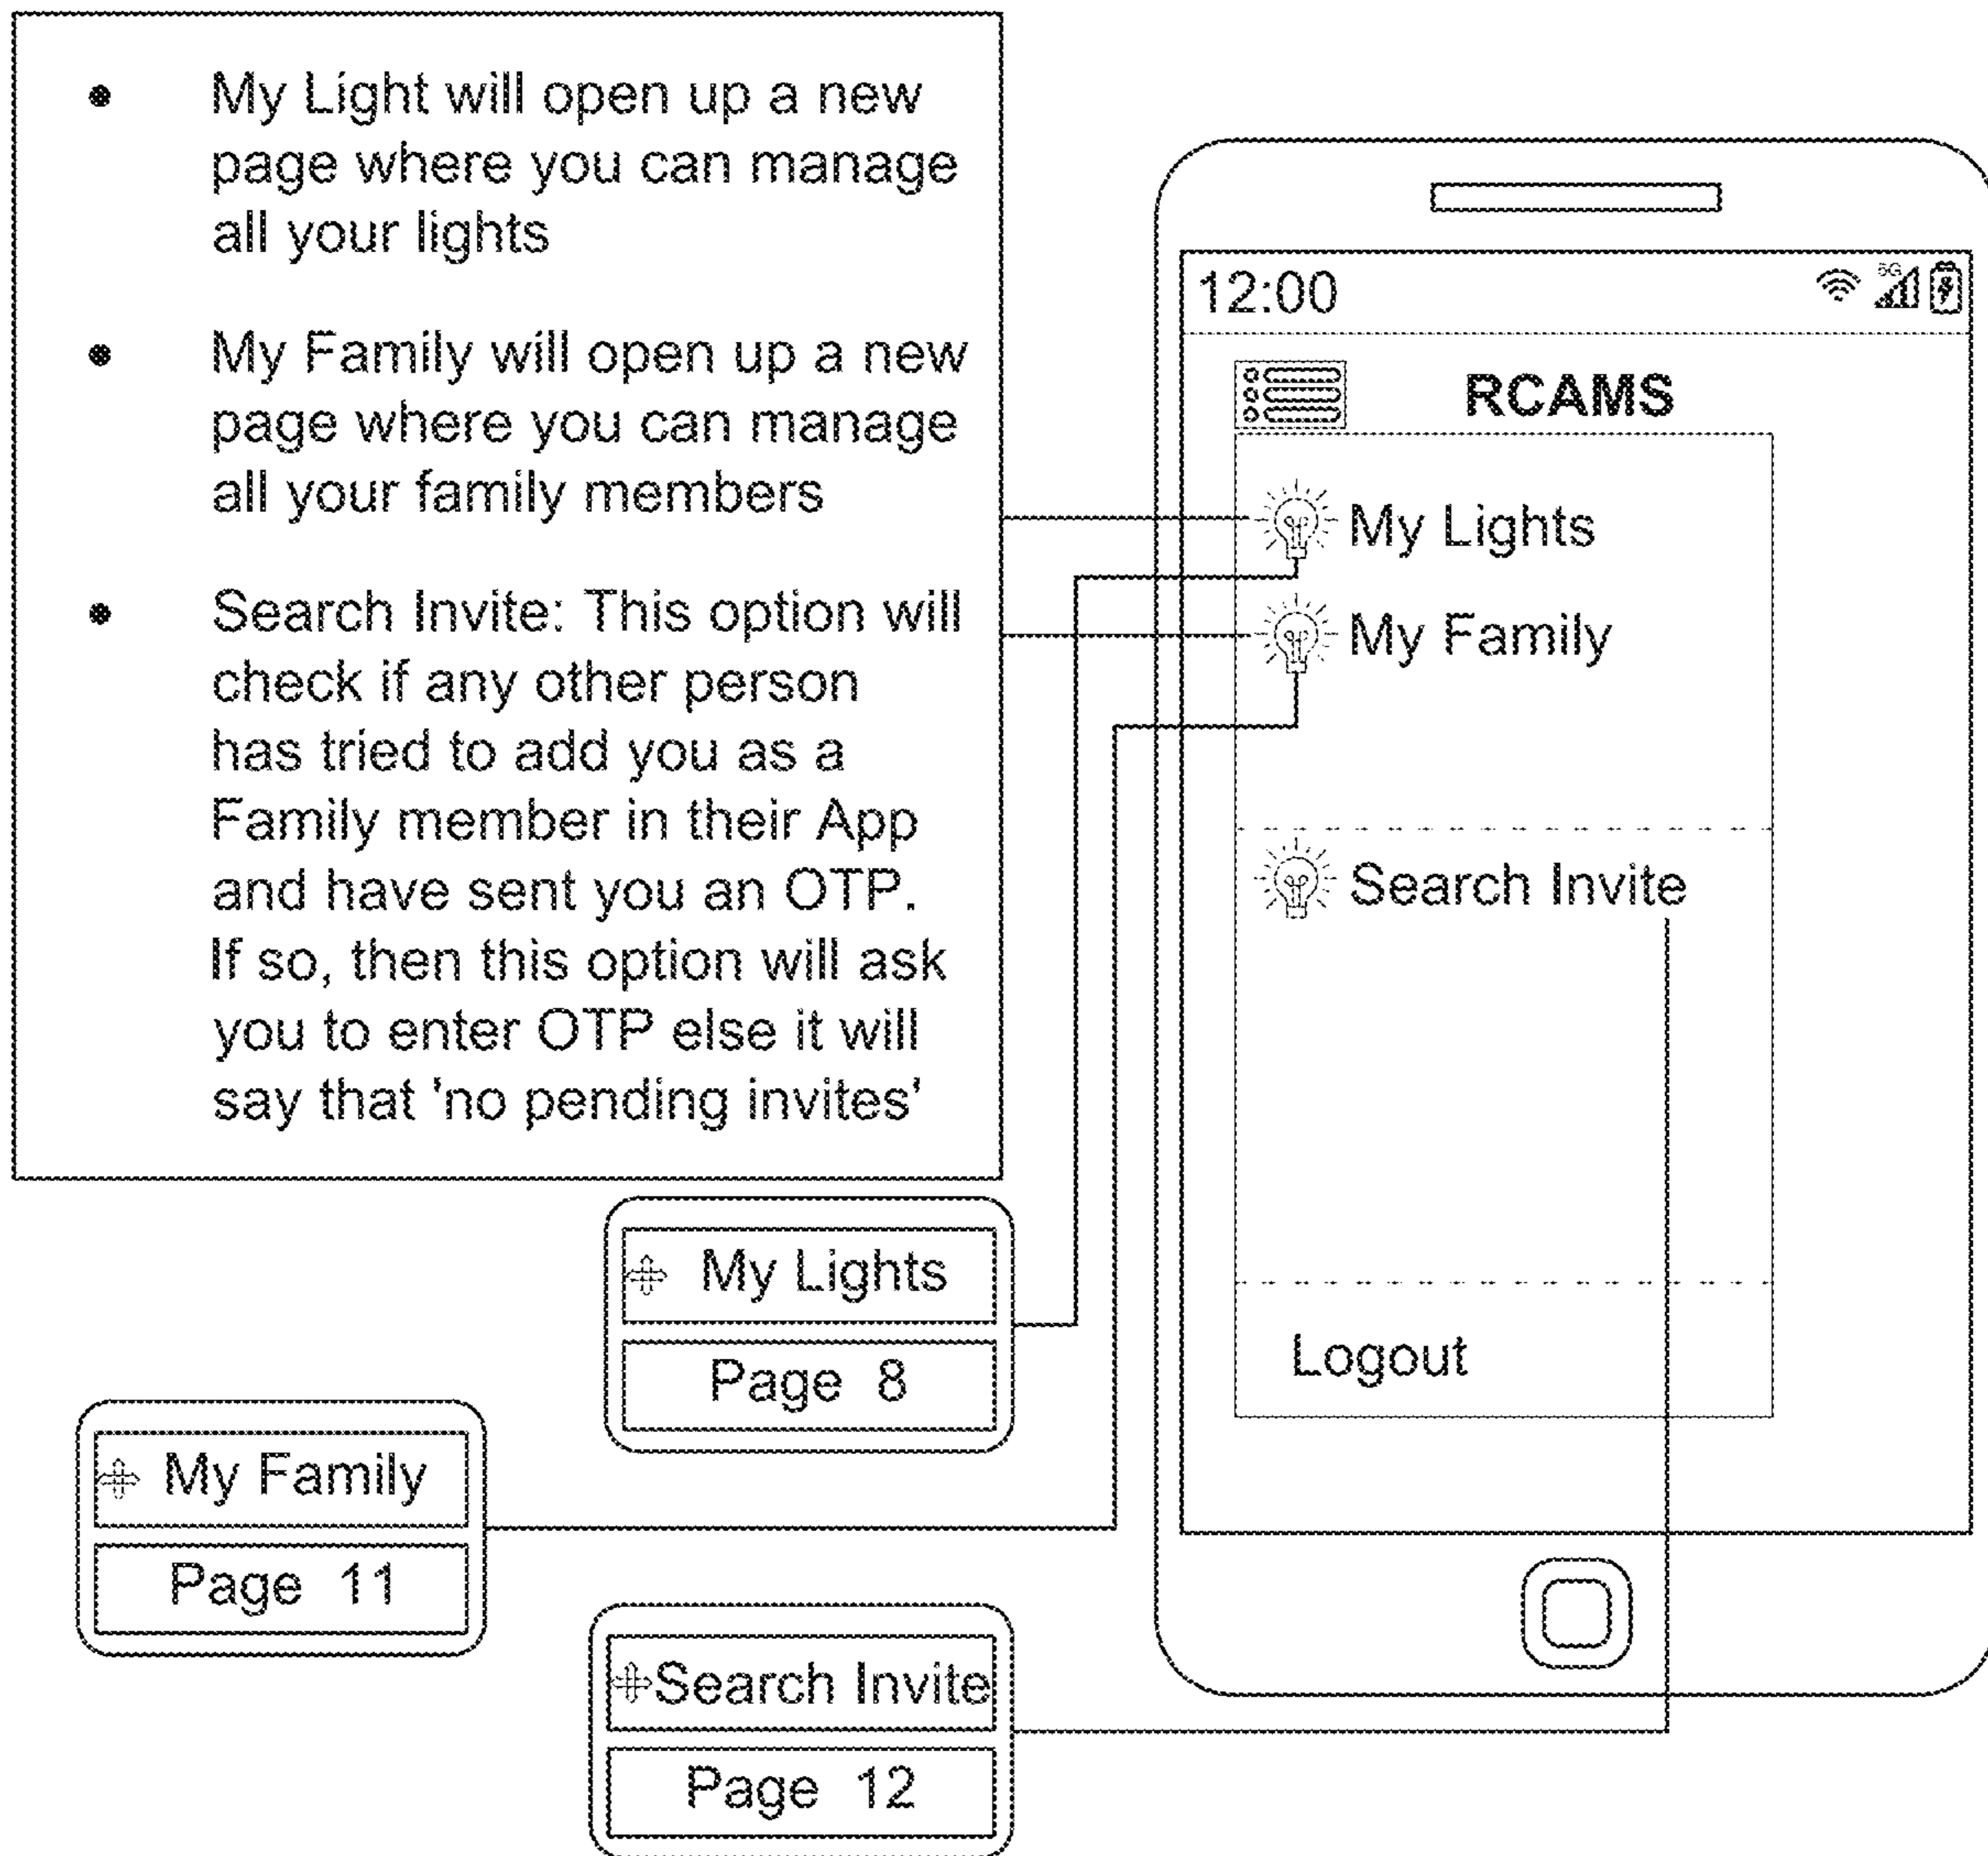 • My Light will open up a new
page where you can manage
all your lights
• My Family will open up a new
page where you can manage
all your family members
• Search Invite: This option will
check if any other person
has tried to add you as a
Family member in their App
and have sent you an OTP.
If so, then this option will ask
you to enter OTP else it will
say that 'no pending invites'
12:00
5G
RCAMS
My Lights
My Family
Search Invite
Logout
My Lights
Page 8
My Family
Page 11
Search Invite
Page 12